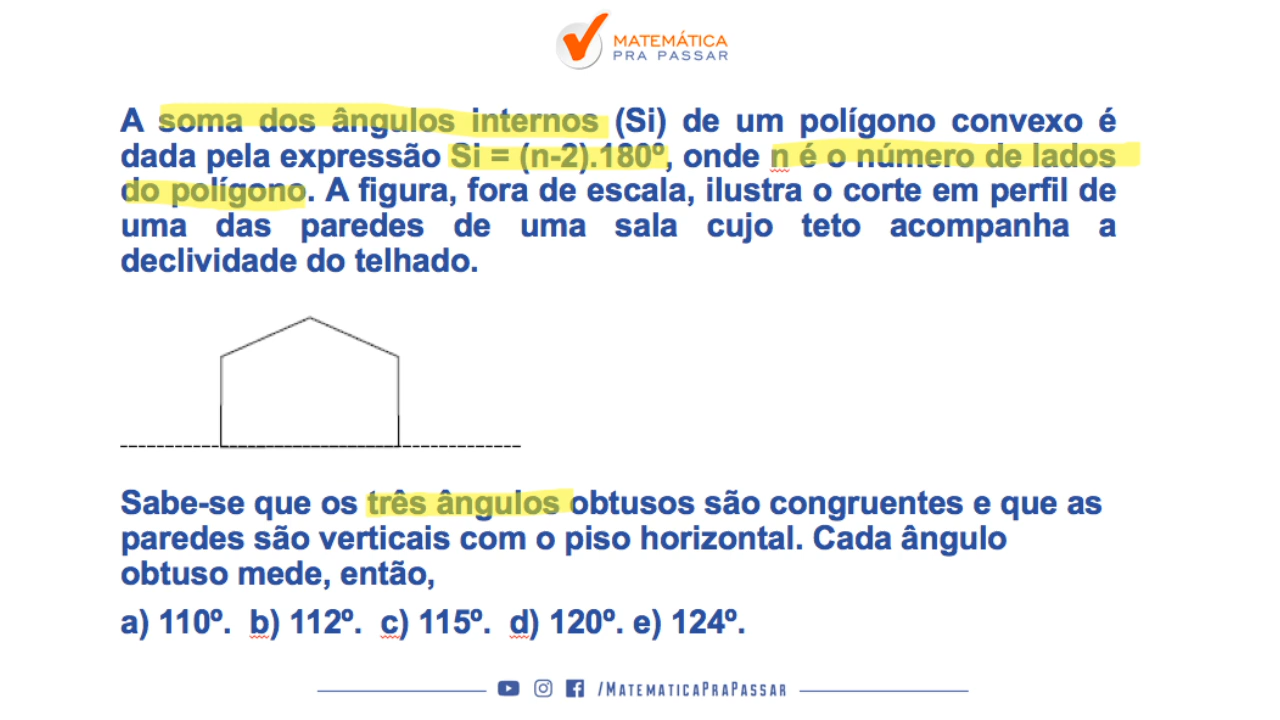 MATEMÁTICA
PRA PASSAR
A soma dos ângulos internos (Si) de um polígono convexo é
dada pela expressão Si = (n-2).180º, onde n é o número de lados
do polígono. A figura, fora de escala, ilustra o corte em perfil de
uma das paredes de uma sala cujo teto acompanha a
declividade do telhado.
Sabe-se que os três ângulos obtusos são congruentes e que as
paredes são verticais com o piso horizontal. Cada ângulo
obtuso mede, então,
a) 110º. b) 112º. c) 115º. d) 120º. e) 124º.
/MATEMATICAPRAPASSAR